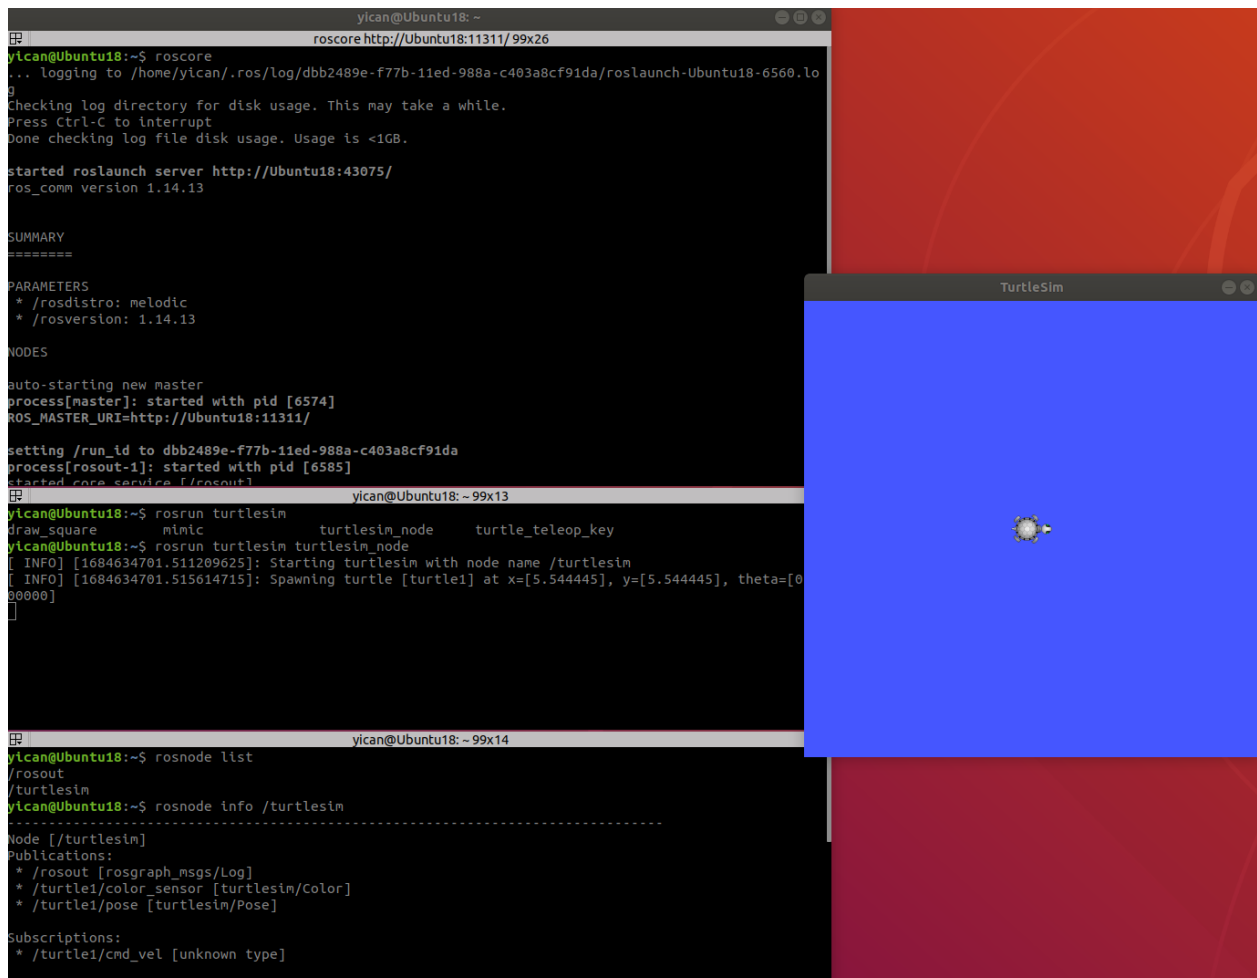 yican@Ubuntu18: ~
roscore http://Ubuntu18:11311/ 99x26
yican@Ubuntu18:~$ roscore
... logging to /home/yican/.ros/log/dbb2489e-f77b-11ed-988a-c403a8cf91da/roslaunch-Ubuntu18-6560.lo
g
Checking log directory for disk usage. This may take a while.
Press Ctrl-C to interrupt
Done checking log file disk usage. Usage is <1GB.
started roslaunch server http://Ubuntu18:43075/
ros_comm version 1.14.13
SUMMARY
========
PARAMETERS
* /rosdistro: melodic
* /rosversion: 1.14.13
NODES
auto-starting new master
process[master]: started with pid [6574]
ROS_MASTER_URI=http://Ubuntu18:11311/
setting /run_id to dbb2489e-f77b-11ed-988a-c403a8cf91da
process[rosout-1]: started with pid [6585]
started core service [/rosout]
yican@Ubuntu18: ~ 99x13
yican@Ubuntu18:~$ rosrun turtlesim
draw_square mimic turtlesim_node turtle_teleop_key
yican@Ubuntu18:~$ rosrun turtlesim turtlesim_node
[ INFO] [1684634701.511209625]: Starting turtlesim with node name /turtlesim
[ INFO] [1684634701.515614715]: Spawning turtle [turtle1] at x=[5.544445], y=[5.544445], theta=[0
00000]
yican@Ubuntu18: ~ 99x14
yican@Ubuntu18:~$ rosnode list
/rosout
/turtlesim
yican@Ubuntu18:~$ rosnode info /turtlesim
--------------------------------------------------------------------------------
Node [/turtlesim]
Publications:
* /rosout [rosgraph_msgs/Log]
* /turtle1/color_sensor [turtlesim/Color]
* /turtle1/pose [turtlesim/Pose]
Subscriptions:
* /turtle1/cmd_vel [unknown type]
TurtleSim